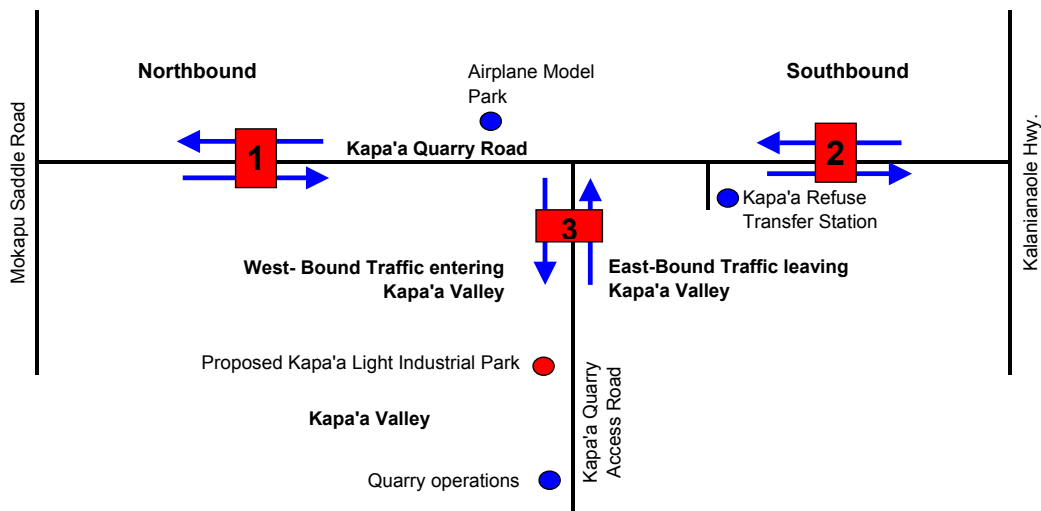 Northbound
Airplane Model
Park
Southbound
Mokapu Saddle Road
1
Kapa'a Quarry Road
2
Kalanianaole Hwy.
Kapa'a Refuse
Transfer Station
3
West- Bound Traffic entering
Kapa'a Valley
East-Bound Traffic leaving
Kapa'a Valley
Proposed Kapa'a Light Industrial Park
Kapa'a Quarry
Access Road
Kapa'a Valley
Quarry operations